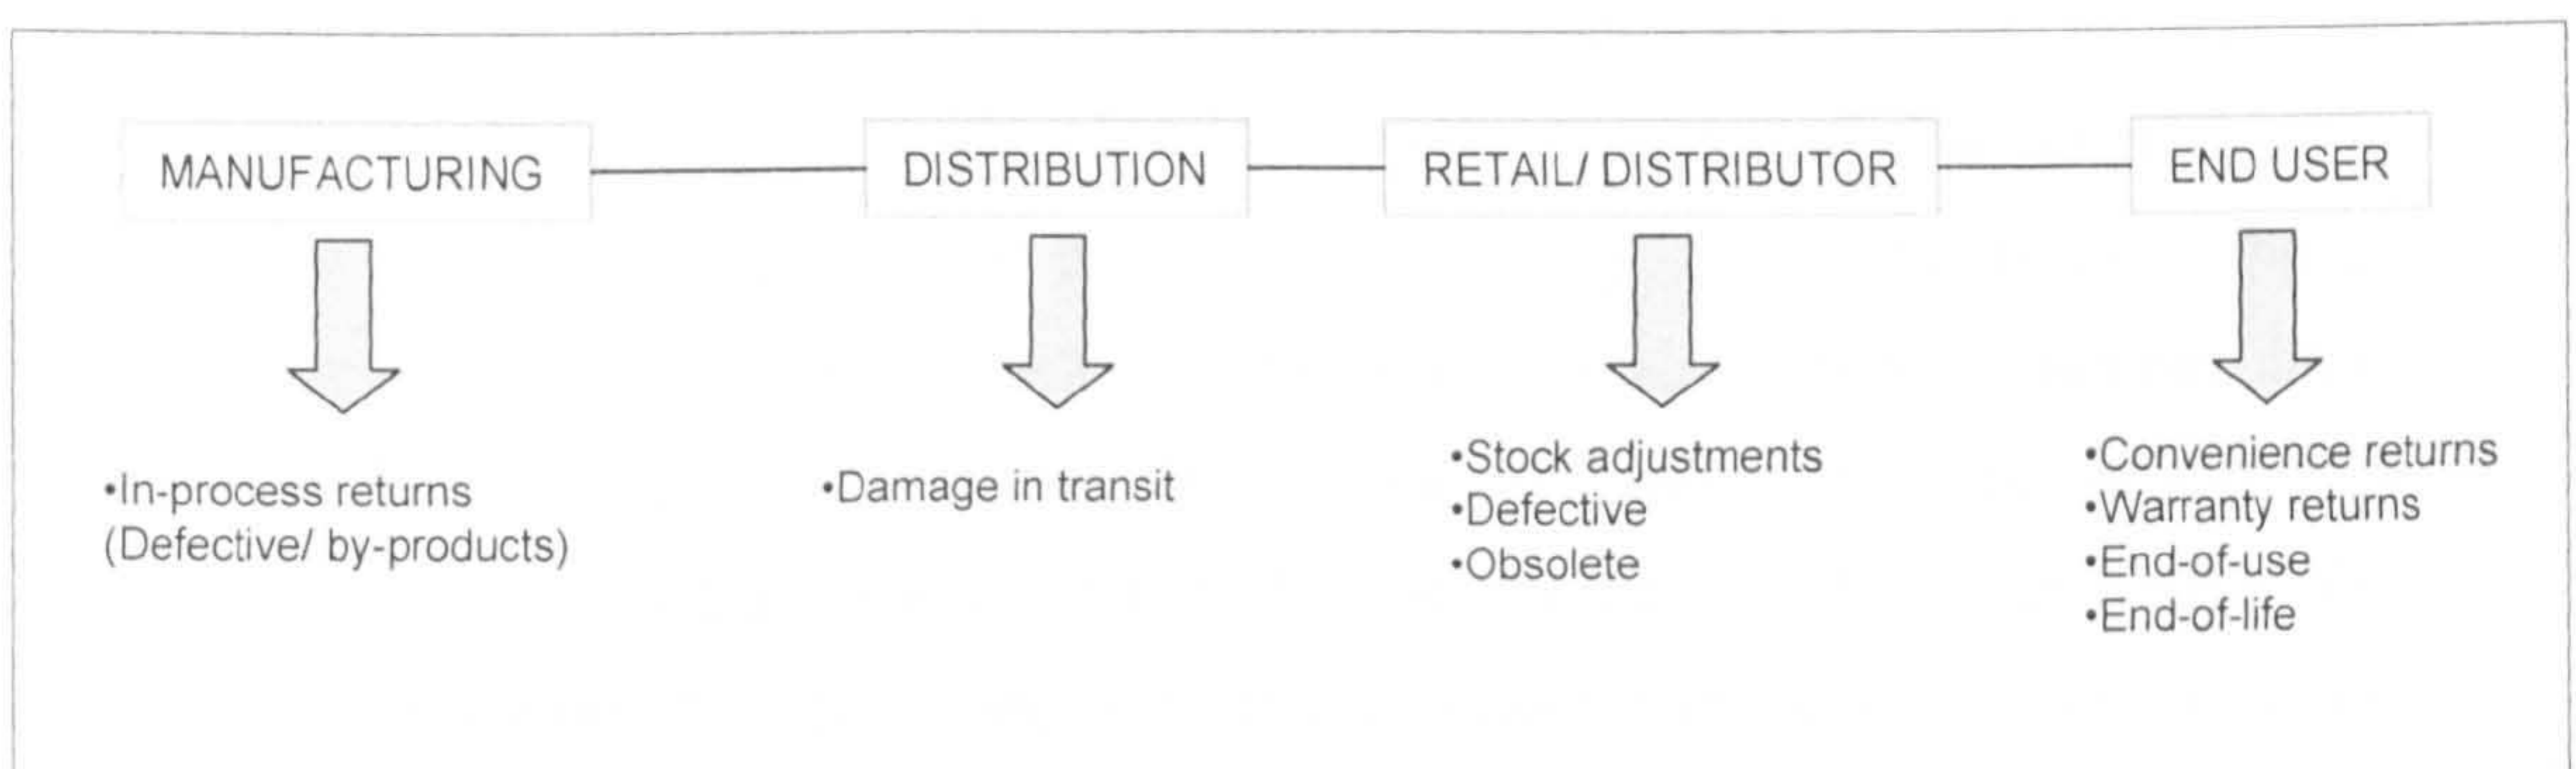 MANUFACTURING
DISTRIBUTION
RETAIL/ DISTRIBUTOR
END USER
•In-process returns
(Defective/ by-products)
•Damage in transit
•Stock adjustments
•Defective
•Obsolete
•Convenience returns
•Warranty returns
•End-of-use
•End-of-life